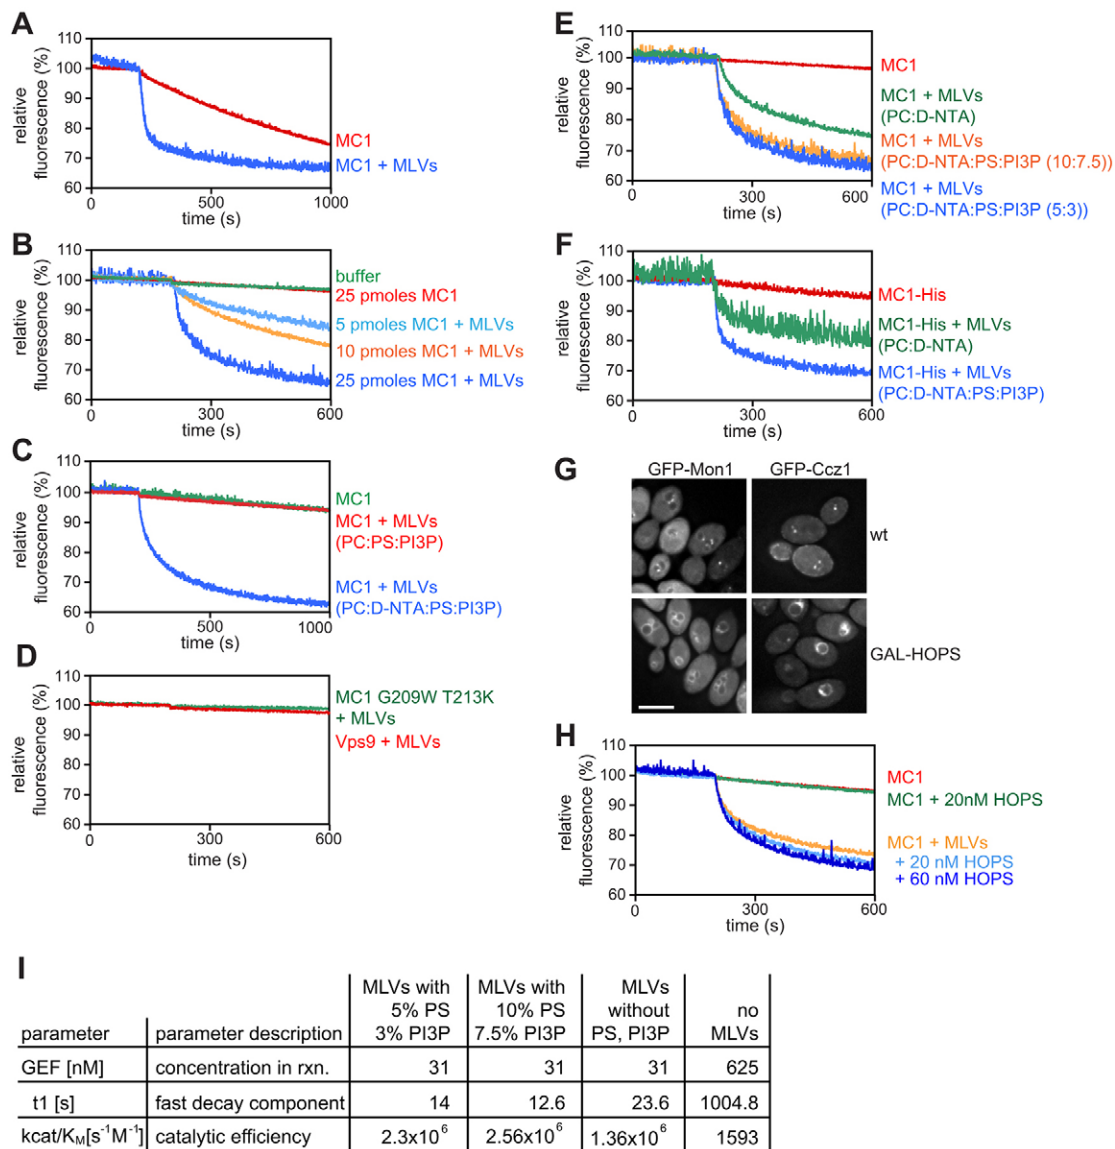 A
110
100
90
80
70
60
relative
fluorescence (%)
0
500
1000
time (s)
MC1
MC1 + MLVs
B
110
100
90
80
70
60
relative
fluorescence (%)
0
300
600
time (s)
buffer
25 pmoles MC1
5 pmoles MC1 + MLVs
10 pmoles MC1 + MLVs
25 pmoles MC1 + MLVs
C
110
100
90
80
70
60
relative
fluorescence (%)
0
500
1000
time (s)
MC1
MC1 + MLVs
(PC:PS:PI3P)
MC1 + MLVs
(PC:D-NTA:PS:PI3P)
D
110
100
90
80
70
60
relative
fluorescence (%)
0
300
600
time (s)
MC1 G209W T213K
+ MLVs
Vps9 + MLVs
E
110
100
90
80
70
60
relative
fluorescence (%)
0
300
600
time (s)
MC1
MC1 + MLVs
(PC:D-NTA)
MC1 + MLVs
(PC:D-NTA:PS:PI3P (10:7.5))
MC1 + MLVs
(PC:D-NTA:PS:PI3P (5:3))
F
110
100
90
80
70
60
relative
fluorescence (%)
0
300
600
time (s)
MC1-His
MC1-His + MLVs
(PC:D-NTA)
MC1-His + MLVs
(PC:D-NTA:PS:PI3P)
G
GFP-Mon1 GFP-Ccz1
wt
GAL-HOPS
H
110
100
90
80
70
60
relative
fluorescence (%)
0
300
600
time (s)
MC1
MC1 + 20nM HOPS
MC1 + MLVs
+ 20 nM HOPS
+ 60 nM HOPS
I
parameter
parameter description
MLVs with
5% PS
3% PI3P
MLVs with
10% PS
7.5% PI3P
MLVs
without
PS, PI3P
no
MLVs
GEF [nM] concentration in rxn. 31 31 31 625
t1 [s] fast decay component 14 12.6 23.6 1004.8
kcat/KM[s-1M-1] catalytic efficiency 2.3x10^6 2.56x10^6 1.36x10^6 1593